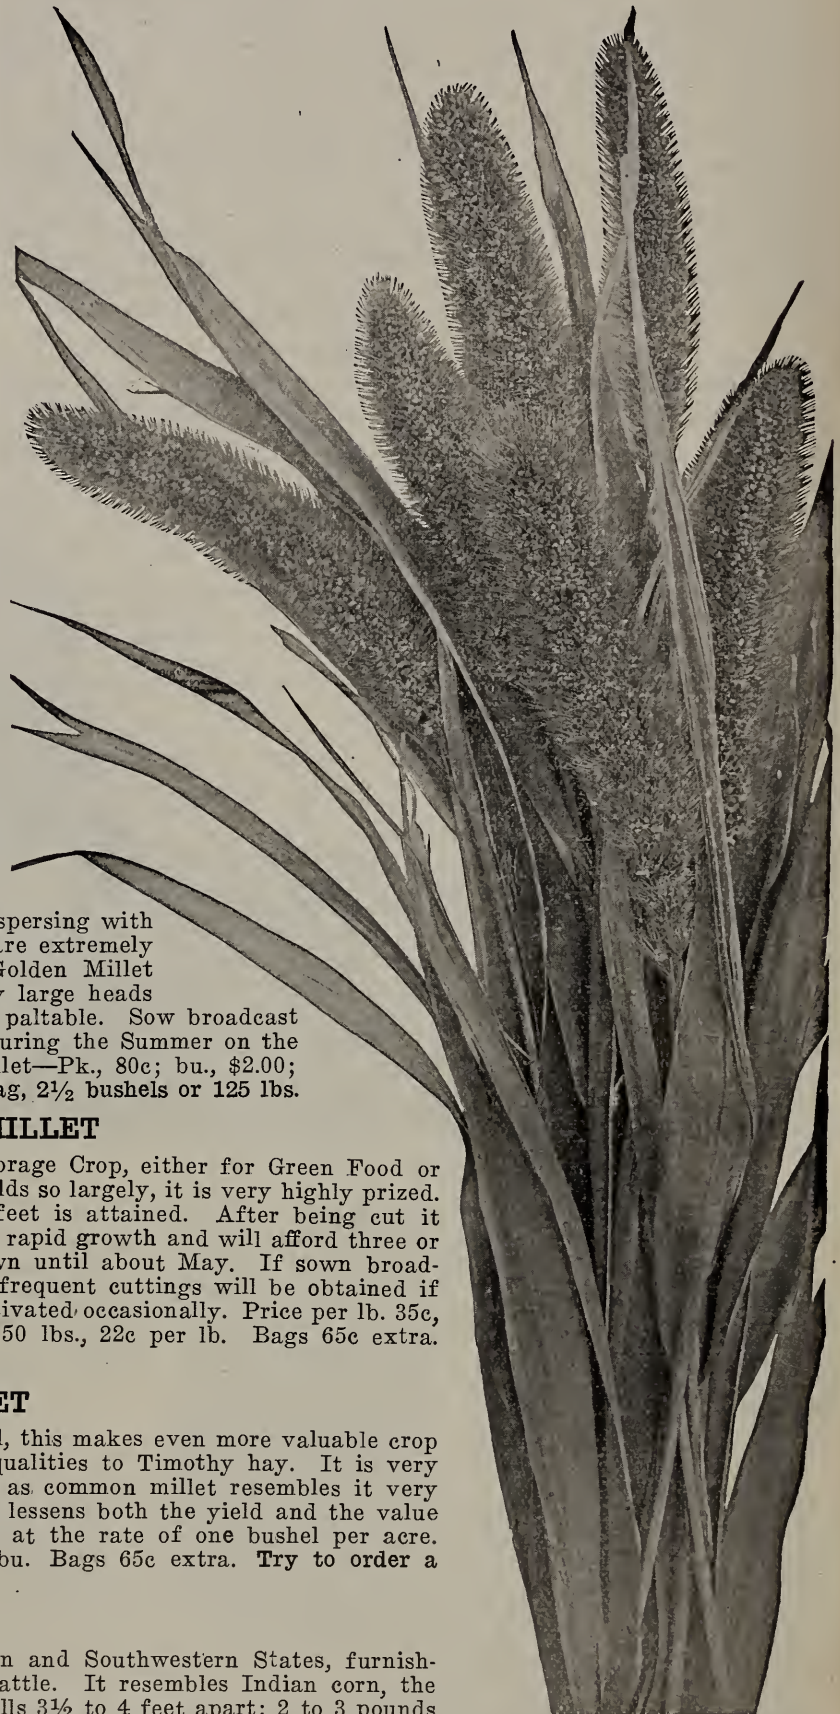 spersing with
are extremely
Golden Millet
y large heads
paltable. Sow broadcast
uring the Summer on the
let—Pk., 80c; bu., $2.00;
ag, 2½ bushels or 125 lbs.
MILLET
orage Crop, either for Green Food or
lds so largely, it is very highly prized.
feet is attained. After being cut it
rapid growth and will afford three or
wn until about May. If sown broad-
frequent cuttings will be obtained if
ivated occasionally. Price per lb. 35c,
50 lbs., 22c per lb. Bags 65c extra.
ET
l, this makes even more valuable crop
qualities to Timothy hay. It is very
as common millet resembles it very
lessens both the yield and the value
at the rate of one bushel per acre.
bu. Bags 65c extra. Try to order a
n and Southwestern States, furnish-
attle. It resembles Indian corn, the
lls 3½ to 4 feet apart; 2 to 3 pounds